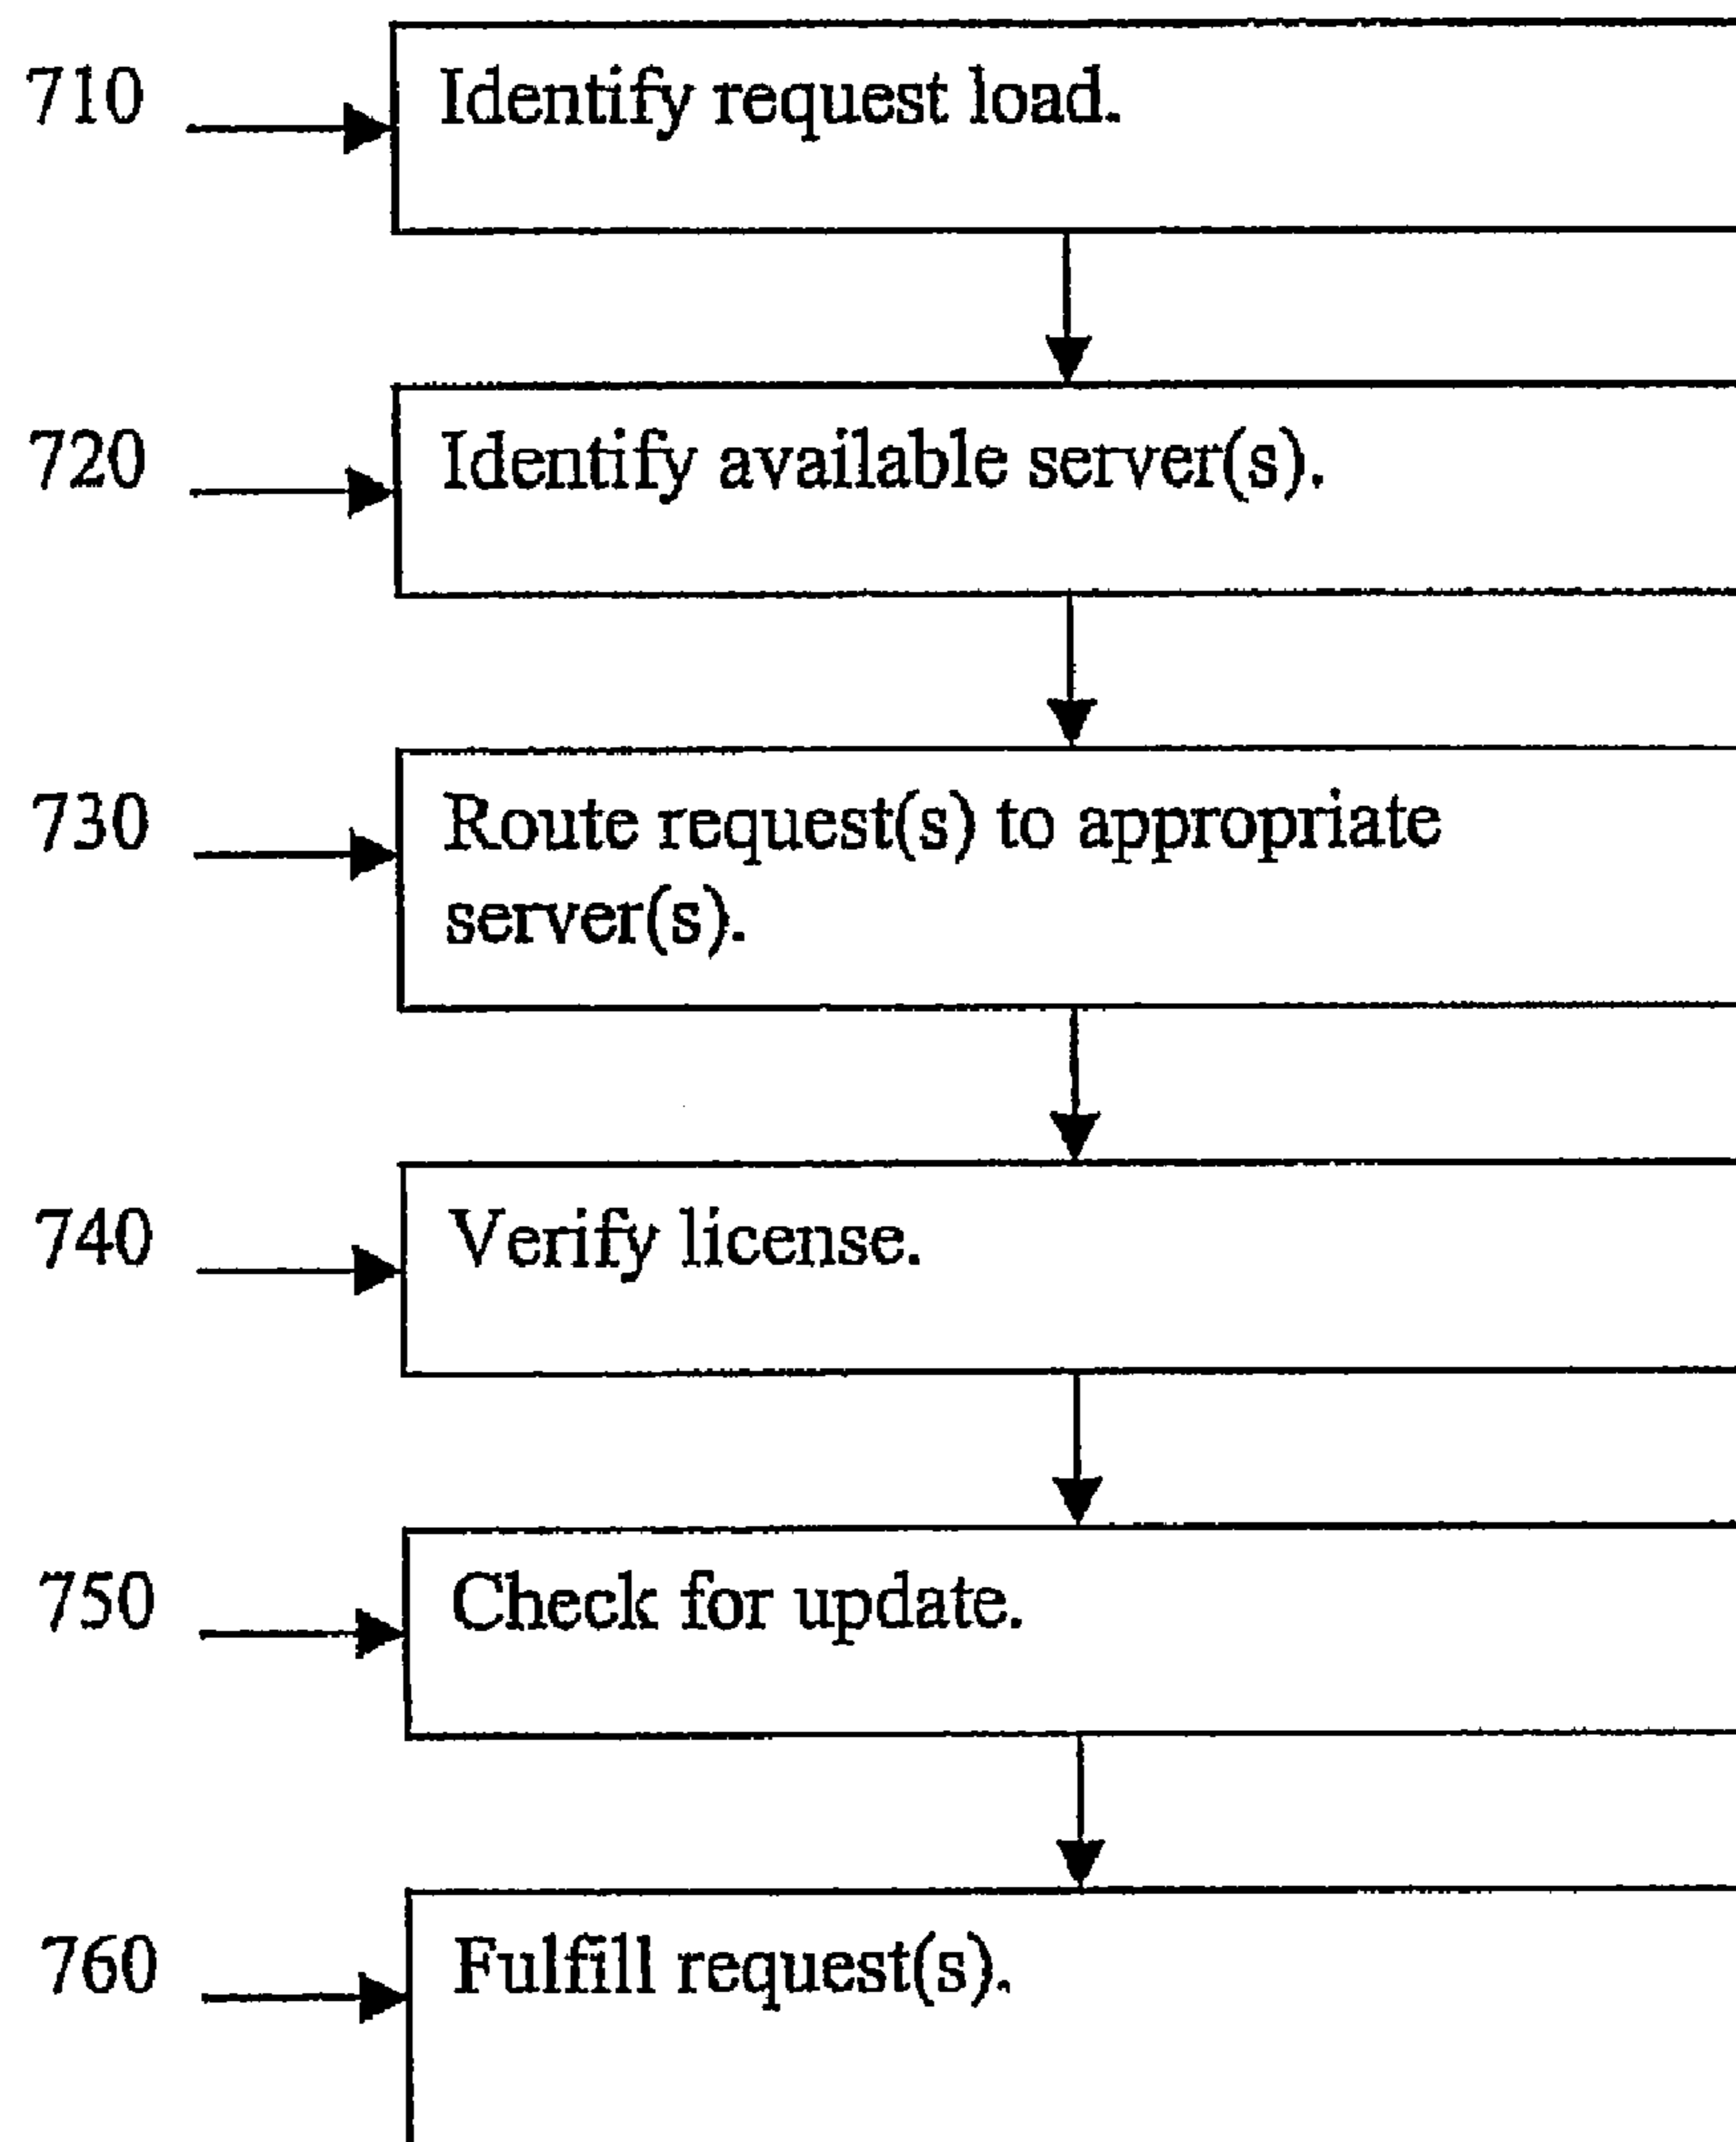 710
Identify request load.
720
Identify available server(s).
730
Route request(s) to appropriate
server(s).
740
Verify license.
750
Check for update.
760
Fulfill request(s).